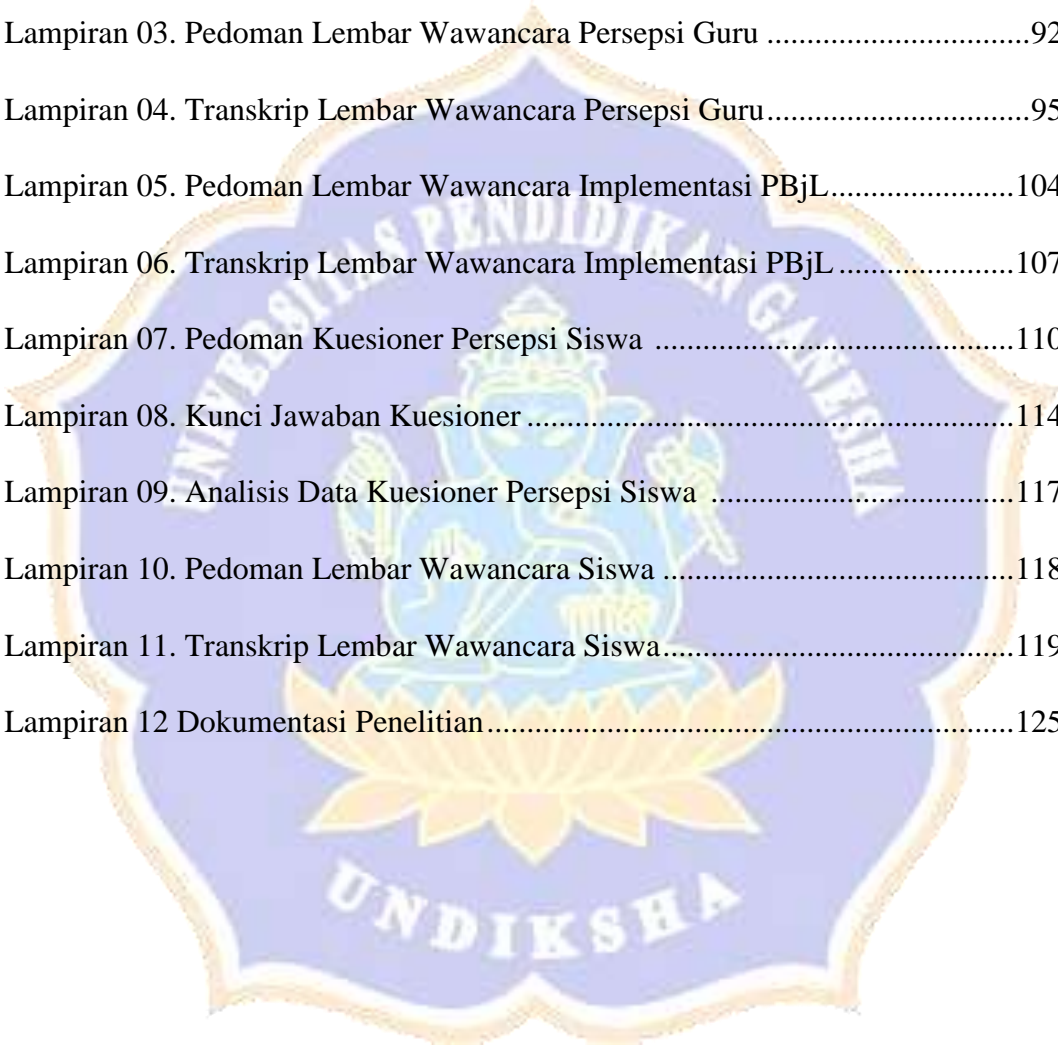 Lampiran 03. Pedoman Lembar Wawancara Persepsi Guru .................................92
Lampiran 04. Transkrip Lembar Wawancara Persepsi Guru.................................95
Lampiran 05. Pedoman Lembar Wawancara Implementasi PBjL.......................104
Lampiran 06. Transkrip Lembar Wawancara Implementasi PBjL ......................107
Lampiran 07. Pedoman Kuesioner Persepsi Siswa .............................................110
Lampiran 08. Kunci Jawaban Kuesioner .............................................................114
Lampiran 09. Analisis Data Kuesioner Persepsi Siswa ......................................117
Lampiran 10. Pedoman Lembar Wawancara Siswa ............................................118
Lampiran 11. Transkrip Lembar Wawancara Siswa............................................119
Lampiran 12 Dokumentasi Penelitian..................................................................125
UNIVERSITAS PENDIDIKAN GANESHA
UNDIKSHA